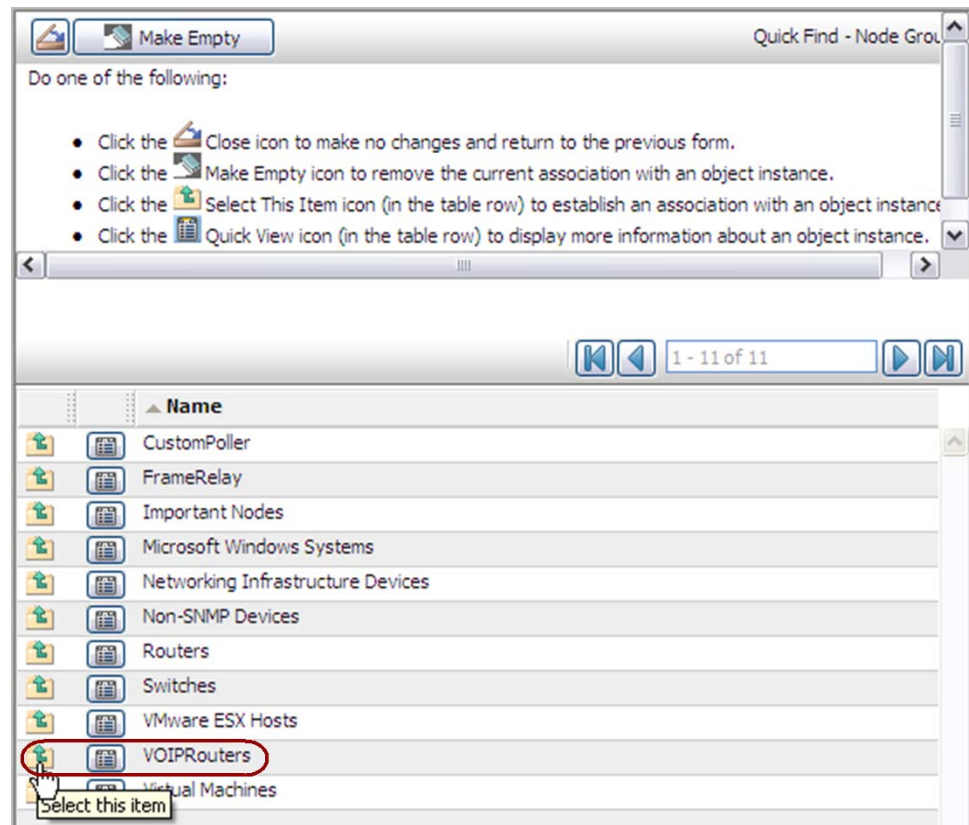 Make Empty
Quick Find - Node Grou
Do one of the following:
• Click the Close icon to make no changes and return to the previous form.
• Click the Make Empty icon to remove the current association with an object instance.
• Click the Select This Item icon (in the table row) to establish an association with an object instance
• Click the Quick View icon (in the table row) to display more information about an object instance.
1 - 11 of 11
Name
CustomPoller
FrameRelay
Important Nodes
Microsoft Windows Systems
Networking Infrastructure Devices
Non-SNMP Devices
Routers
Switches
VMware ESX Hosts
VOIPRouters
Virtual Machines
Select this item